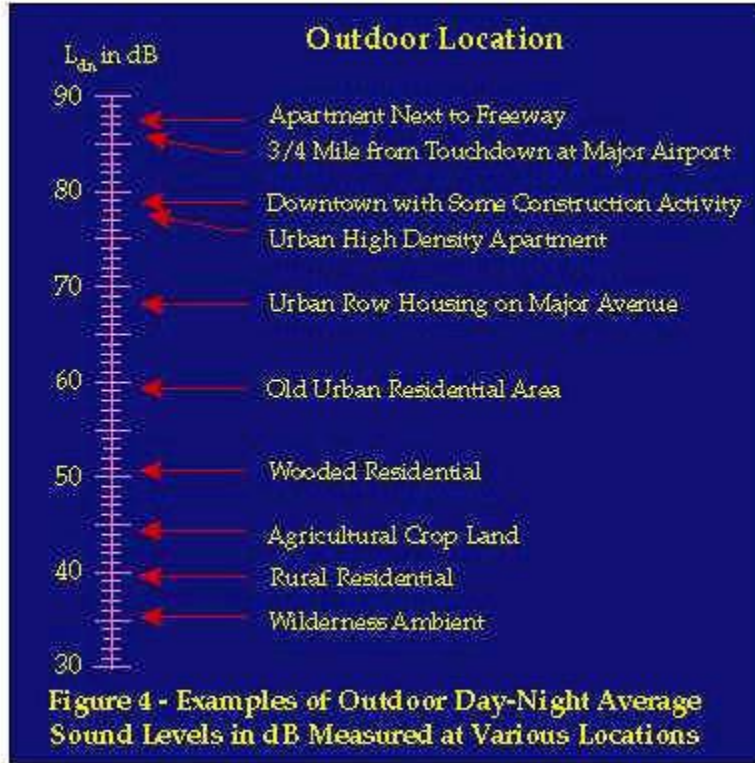 Outdoor Location
Ldn in dB
90
Apartment Next to Freeway
3/4 Mile from Touchdown at Major Airport
80
Downtown with Some Construction Activity
Urban High Density Apartment
70
Urban Row Housing on Major Avenue
60
Old Urban Residential Area
50
Wooded Residential
Agricultural Crop Land
40
Rural Residential
Wilderness Ambient
30
Figure 4 - Examples of Outdoor Day-Night Average
Sound Levels in dB Measured at Various Locations